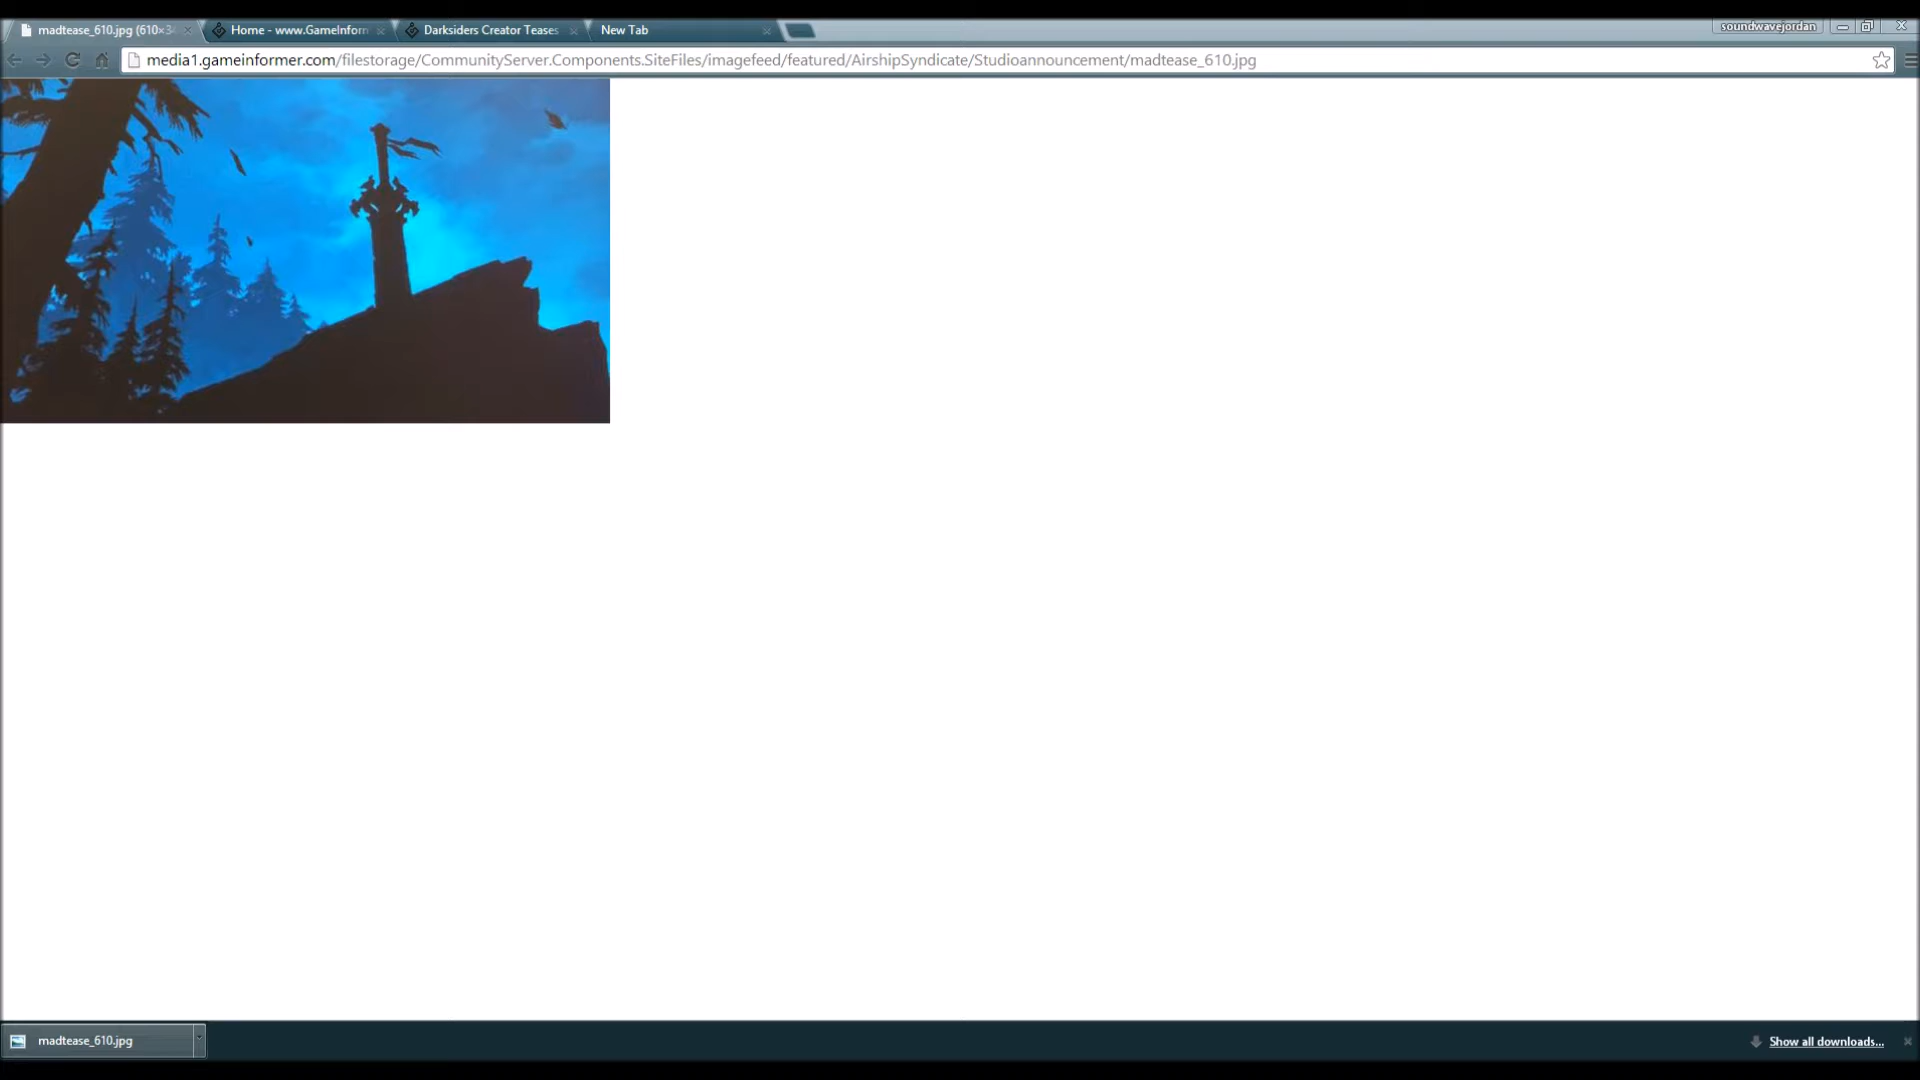 madtease_610.jpg (610×34
Home - www.GameInform
Darksiders Creator Teases
New Tab
soundwavejordan
media1.gameinformer.com/filestorage/CommunityServer.Components.SiteFiles/imagefeed/featured/AirshipSyndicate/Studioannouncement/madtease_610.jpg
madtease_610.jpg
Show all downloads...